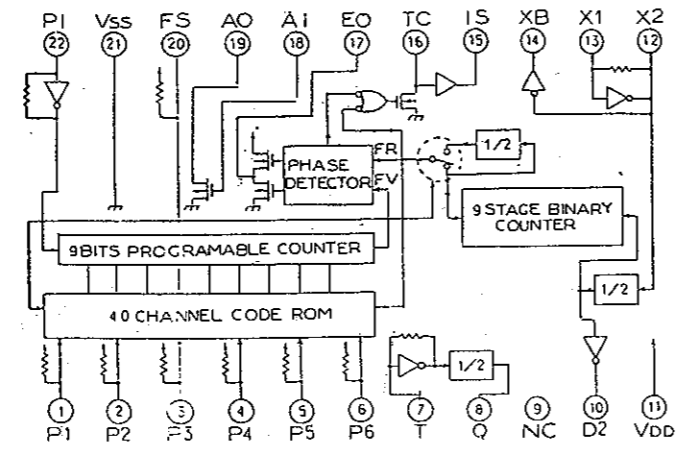 PI VSS FS AO Ai EO TC IS XB X1 X2
22 21 20 19 18 17 16 15 14 13 12
1/2
PHASE DETECTOR
FR
FV
9 STAGE BINARY COUNTER
9 BITS PROGRAMABLE COUNTER
1/2
40 CHANNEL CODE ROM
1/2
1 2 3 4 5 6 7 8 9 10 11
P1 P2 P3 P4 P5 P6 T Q NC D2 VDD